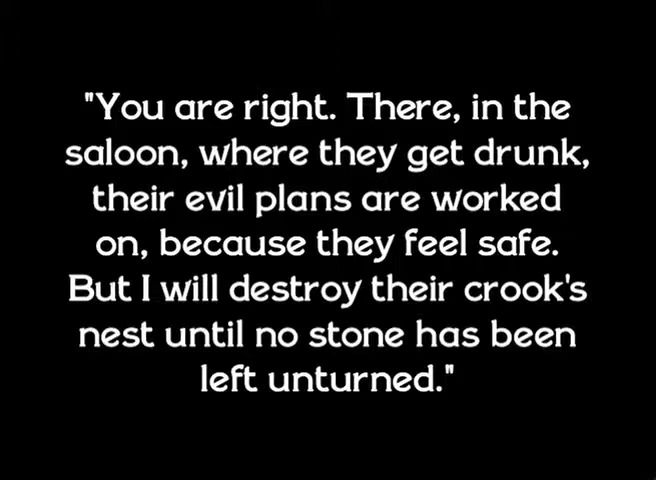 "You are right. There, in the
saloon, where they get drunk,
their evil plans are worked
on, because they feel safe.
But I will destroy their crook's
nest until no stone has been
left unturned."